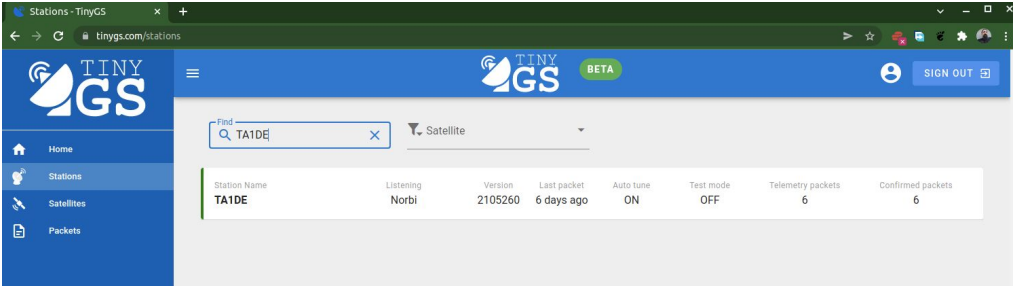 Stations - TinyGS
tinygs.com/stations
TINY
GS
TINY
GS
BETA
SIGN OUT
Home
Stations
Satellites
Packets
Find
TA1DE
Satellite
Station Name Listening Version Last packet Auto tune Test mode Telemetry packets Confirmed packets
TA1DE Norbi 2105260 6 days ago ON OFF 6 6